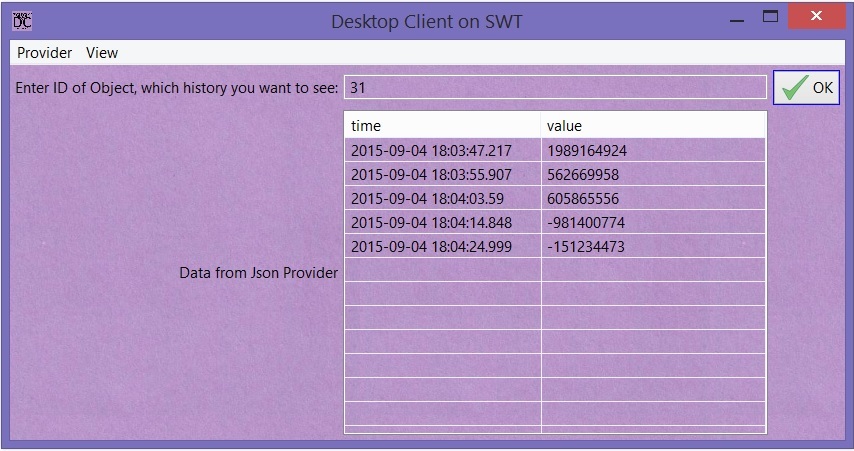 DC
Desktop Client on SWT
Provider View
Enter ID of Object, which history you want to see: 31 OK
time value
2015-09-04 18:03:47.217 1989164924
2015-09-04 18:03:55.907 562669958
2015-09-04 18:04:03.59 605865556
2015-09-04 18:04:14.848 -981400774
2015-09-04 18:04:24.999 -151234473
Data from Json Provider